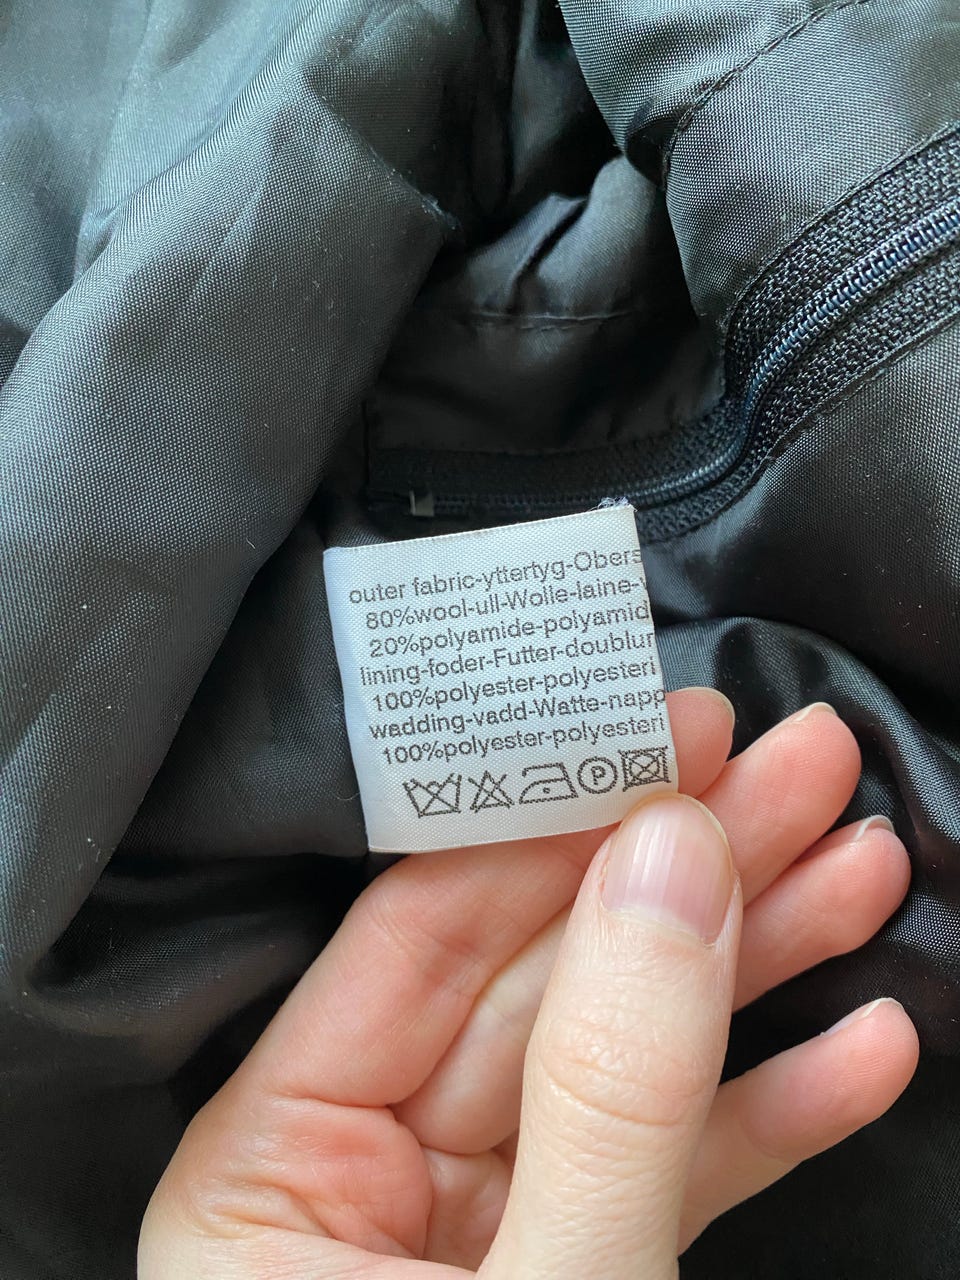 outer fabric-yttertyg-Obers
80%wool-ull-Wolle-laine-
20%polyamide-polyamid
lining-foder-Futter-doublur
100%polyester-polyesteri
wadding-vadd-Watte-napp
100%polyester-polyesteri
P